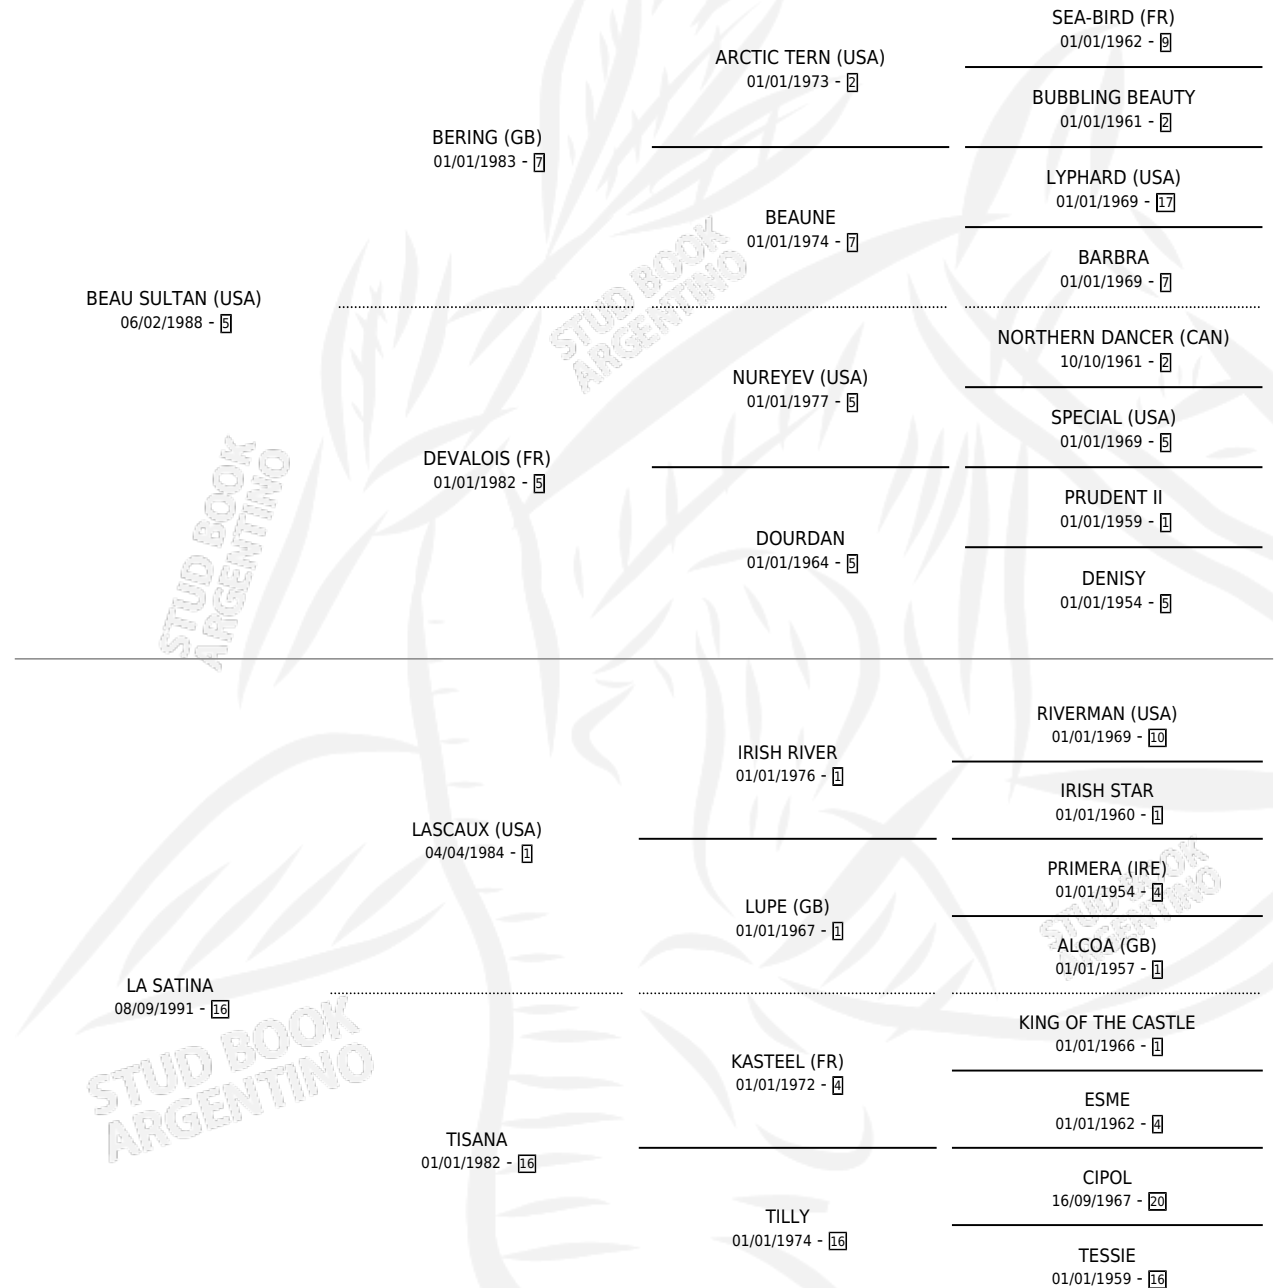 SEA-BIRD (FR)
01/01/1962 - 9
ARCTIC TERN (USA)
01/01/1973 - 2
BUBBLING BEAUTY
01/01/1961 - 2
BERING (GB)
01/01/1983 - 7
LYPHARD (USA)
01/01/1969 - 17
BEAUNE
01/01/1974 - 7
BARBRA
01/01/1969 - 7
BEAU SULTAN (USA)
06/02/1988 - 5
NORTHERN DANCER (CAN)
10/10/1961 - 2
NUREYEV (USA)
01/01/1977 - 5
SPECIAL (USA)
01/01/1969 - 5
DEVALOIS (FR)
01/01/1982 - 5
PRUDENT II
01/01/1959 - 1
DOURDAN
01/01/1964 - 5
DENISY
01/01/1954 - 5
RIVERMAN (USA)
01/01/1969 - 10
IRISH RIVER
01/01/1976 - 1
IRISH STAR
01/01/1960 - 1
LASCAUX (USA)
04/04/1984 - 1
PRIMERA (IRE)
01/01/1954 - 4
LUPE (GB)
01/01/1967 - 1
ALCOA (GB)
01/01/1957 - 1
LA SATINA
08/09/1991 - 16
KING OF THE CASTLE
01/01/1966 - 1
KASTEEL (FR)
01/01/1972 - 4
ESME
01/01/1962 - 4
TISANA
01/01/1982 - 16
CIPOL
16/09/1967 - 20
TILLY
01/01/1974 - 16
TESSIE
01/01/1959 - 16
STUD BOOK
ARGENTINO
STUD BOOK
ARGENTINO
STUD BOOK
ARGENTINO
STUD BOOK
ARGENTINO